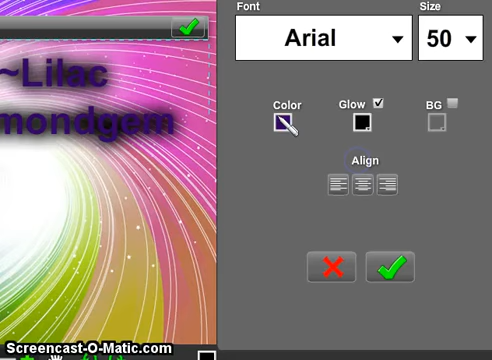 Font
Size
Arial
50
~Lilac
mondgem
Color
Glow
BG
Align
Screencast-O-Matic.com